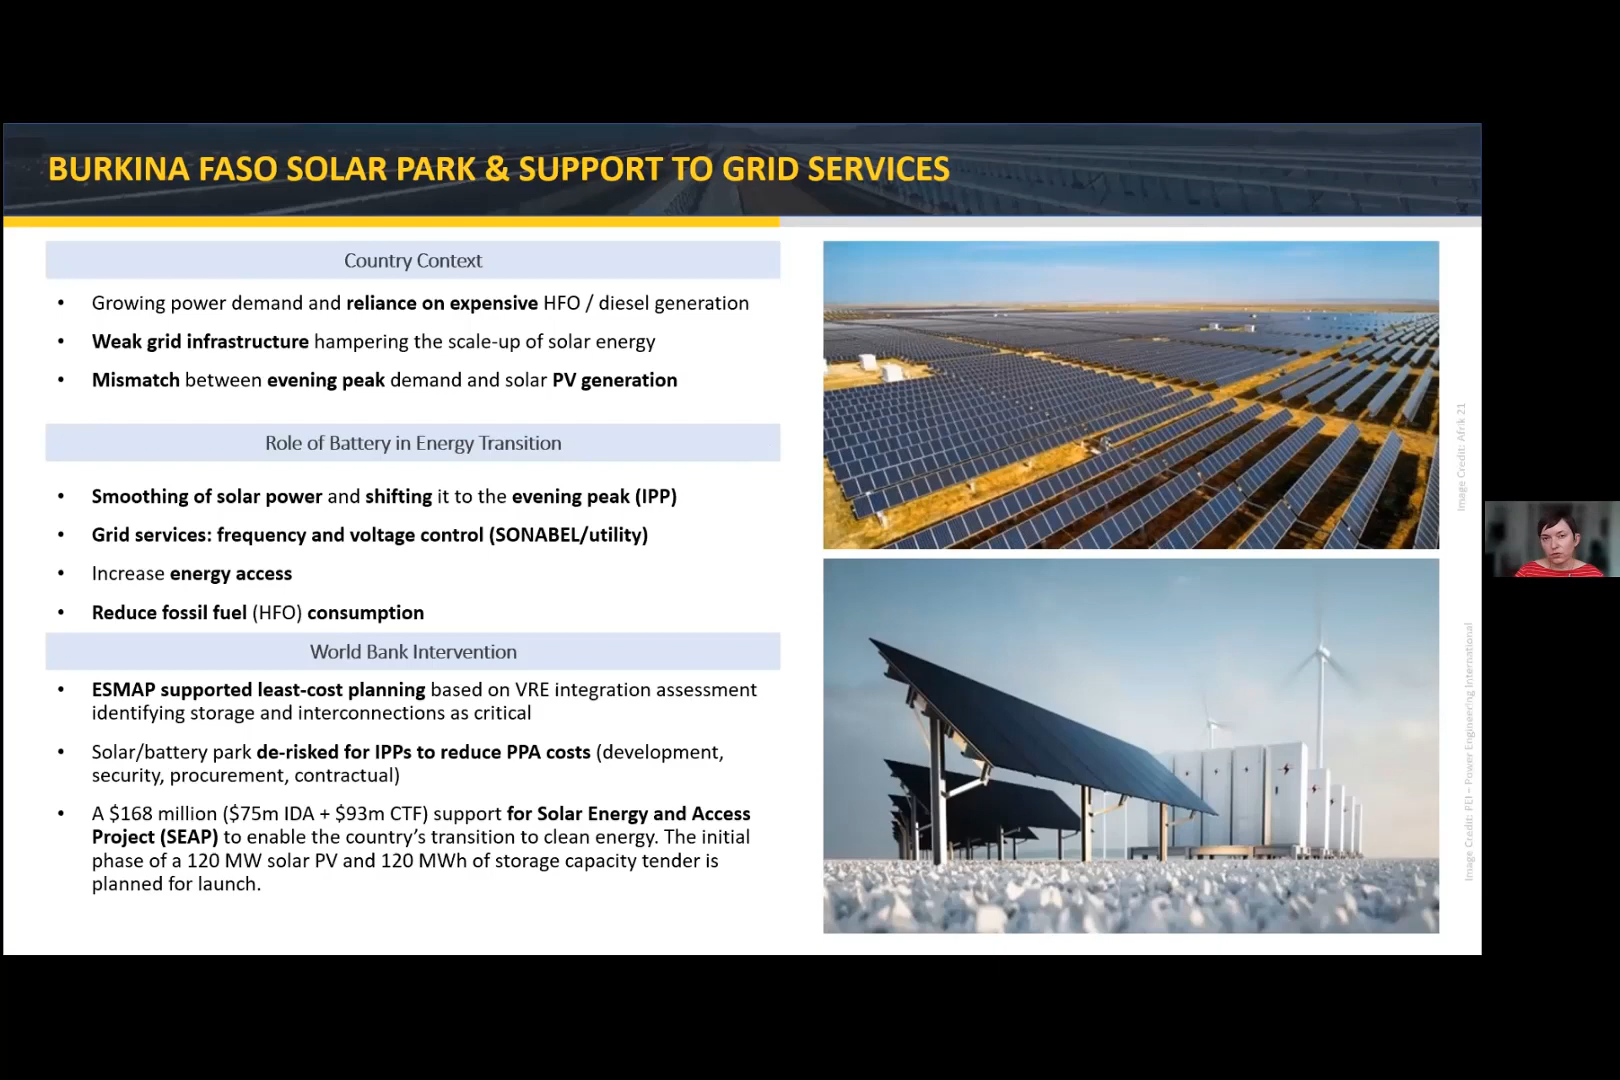 BURKINA FASO SOLAR PARK & SUPPORT TO GRID SERVICES
Country Context
• Growing power demand and reliance on expensive HFO / diesel generation
• Weak grid infrastructure hampering the scale-up of solar energy
• Mismatch between evening peak demand and solar PV generation
Role of Battery in Energy Transition
• Smoothing of solar power and shifting it to the evening peak (IPP)
• Grid services: frequency and voltage control (SONABEL/utility)
• Increase energy access
• Reduce fossil fuel (HFO) consumption
World Bank Intervention
• ESMAP supported least-cost planning based on VRE integration assessment
identifying storage and interconnections as critical
• Solar/battery park de-risked for IPPs to reduce PPA costs (development,
security, procurement, contractual)
• A $168 million ($75m IDA + $93m CTF) support for Solar Energy and Access
Project (SEAP) to enable the country’s transition to clean energy. The initial
phase of a 120 MW solar PV and 120 MWh of storage capacity tender is
planned for launch.
Image Credit: Afrik 21
Image Credit: PEI – Power Engineering International